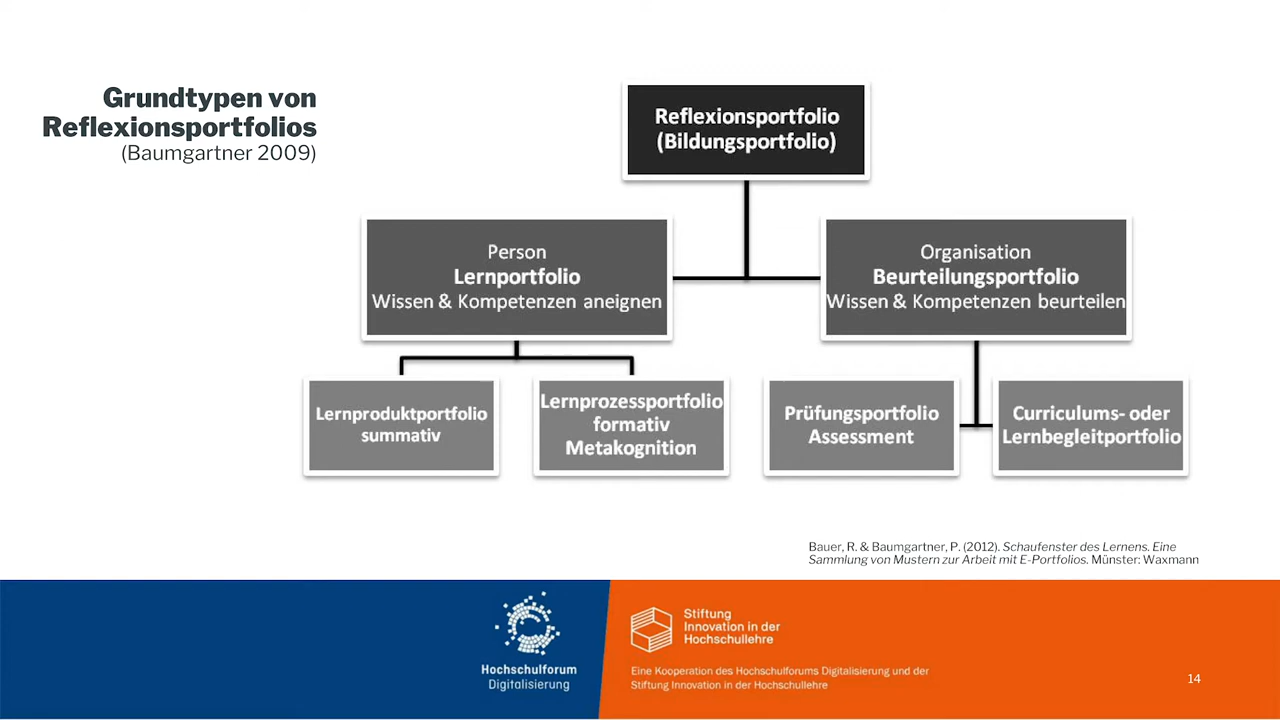 Grundtypen von
Reflexionsportfolios
(Baumgartner 2009)
Reflexionsportfolio
(Bildungsportfolio)
Person
Lernportfolio
Wissen & Kompetenzen aneignen
Organisation
Beurteilungsportfolio
Wissen & Kompetenzen beurteilen
Lernproduktportfolio
summativ
Lernprozessportfolio
formativ
Metakognition
Prüfungsportfolio
Assessment
Curriculums- oder
Lernbegleitportfolio
Bauer, R. & Baumgartner, P. (2012). Schaufenster des Lernens. Eine
Sammlung von Mustern zur Arbeit mit E-Portfolios. Münster: Waxmann
Hochschulforum
Digitalisierung
Stiftung
Innovation in der
Hochschullehre
Eine Kooperation des Hochschulforums Digitalisierung und der
Stiftung Innovation in der Hochschullehre
14